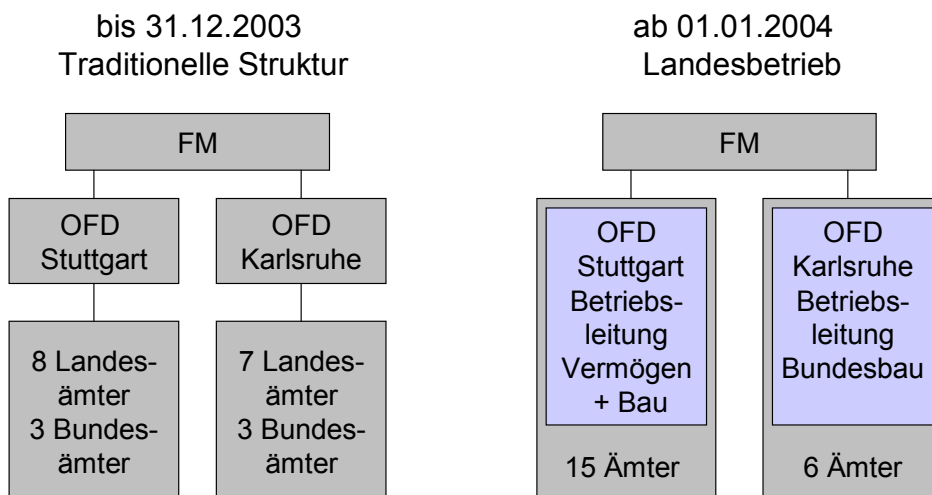 bis 31.12.2003
Traditionelle Struktur
FM
OFD
Stuttgart
OFD
Karlsruhe
8 Landes-
ämter
3 Bundes-
ämter
7 Landes-
ämter
3 Bundes-
ämter
ab 01.01.2004
Landesbetrieb
FM
OFD
Stuttgart
Betriebs-
leitung
Vermögen
+ Bau
15 Ämter
OFD
Karlsruhe
Betriebs-
leitung
Bundesbau
6 Ämter